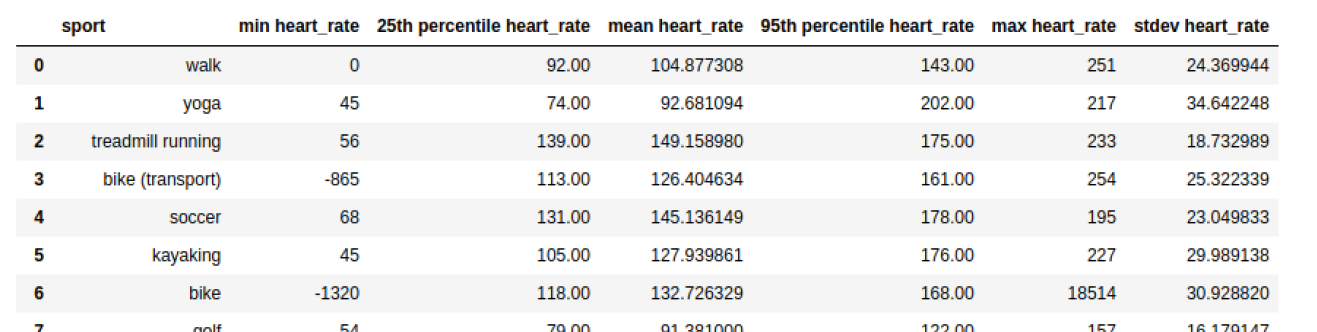 sport min heart_rate 25th percentile heart_rate mean heart_rate 95th percentile heart_rate max heart_rate stdev heart_rate
0 walk 0 92.00 104.877308 143.00 251 24.369944
1 yoga 45 74.00 92.681094 202.00 217 34.642248
2 treadmill running 56 139.00 149.158980 175.00 233 18.732989
3 bike (transport) -865 113.00 126.404634 161.00 254 25.322339
4 soccer 68 131.00 145.136149 178.00 195 23.049833
5 kayaking 45 105.00 127.939861 176.00 227 29.989138
6 bike -1320 118.00 132.726329 168.00 18514 30.928820
7 golf 54 79.00 91.381000 122.00 157 16.179147